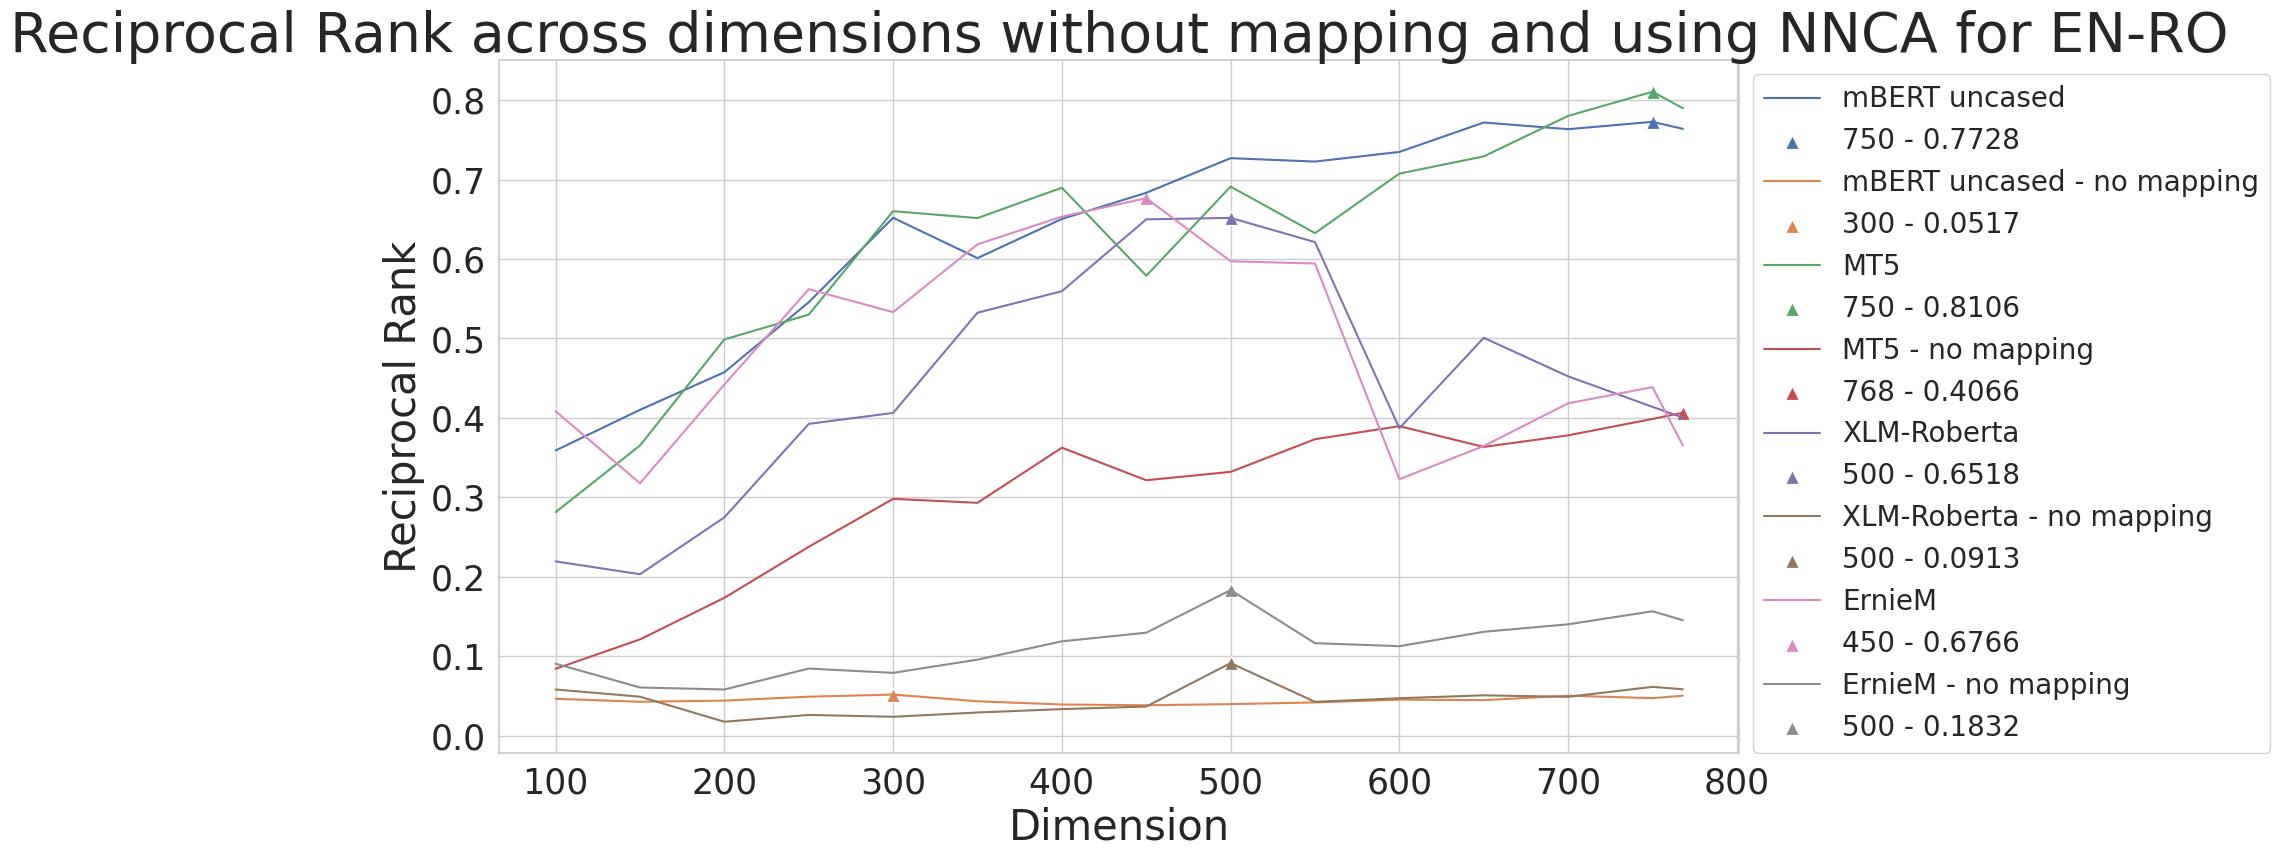 Reciprocal Rank across dimensions without mapping and using NNCA for EN-RO
0.8
0.7
0.6
0.5
0.4
0.3
0.2
0.1
0.0
Reciprocal Rank
100 200 300 400 500 600 700 800
Dimension
mBERT uncased
750 - 0.7728
mBERT uncased - no mapping
300 - 0.0517
MT5
750 - 0.8106
MT5 - no mapping
768 - 0.4066
XLM-Roberta
500 - 0.6518
XLM-Roberta - no mapping
500 - 0.0913
ErnieM
450 - 0.6766
ErnieM - no mapping
500 - 0.1832